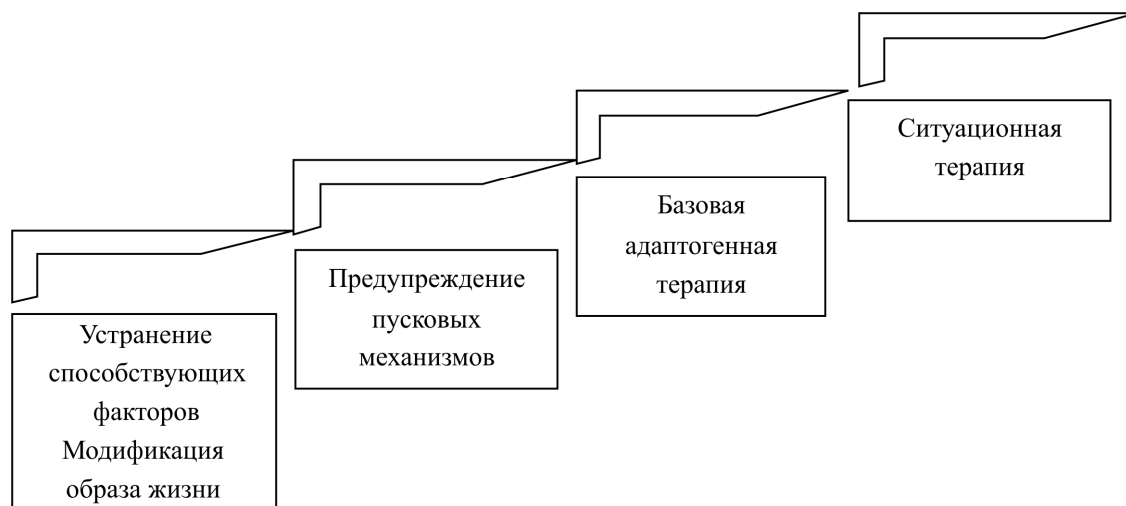 Устранение
способствующих
факторов
Модификация
образа жизни
Предупреждение
пусковых
механизмов
Базовая
адаптогенная
терапия
Ситуационная
терапия